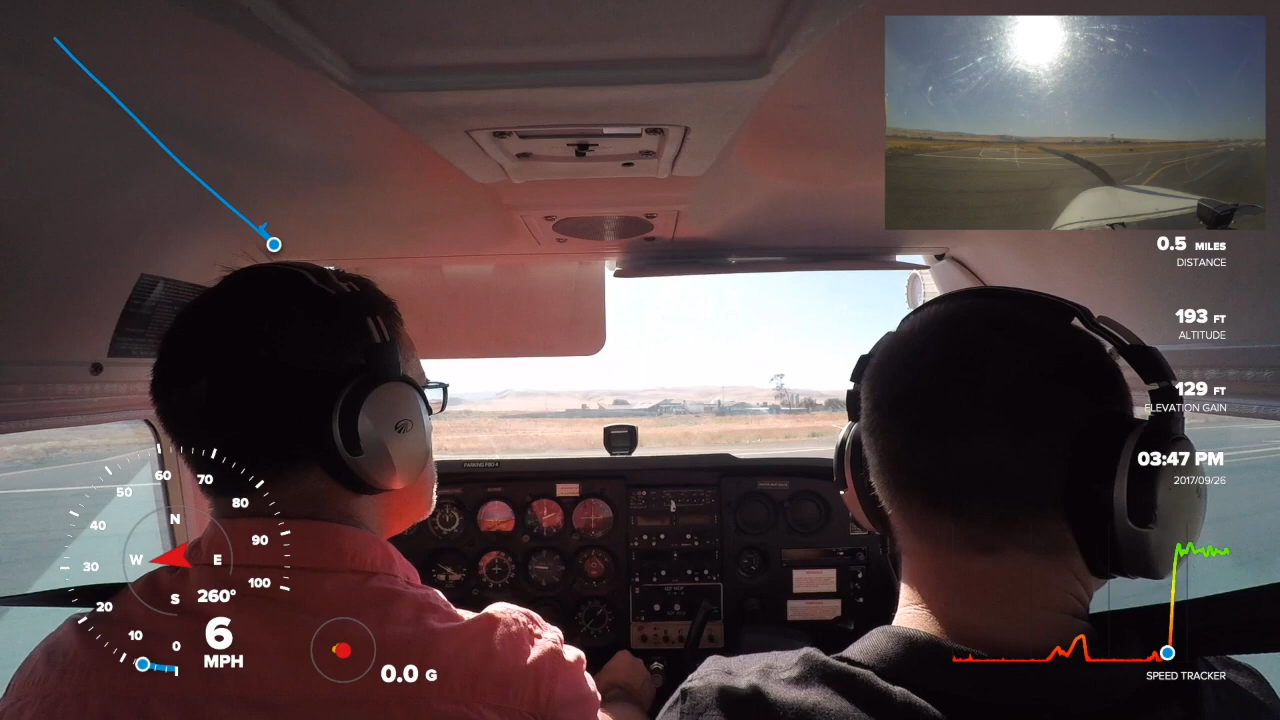 0.5 MILES
DISTANCE
193 FT
ALTITUDE
129 FT
ELEVATION GAIN
03:47 PM
2017/09/26
SPEED TRACKER
0
10
20
30
40
50
60
70
80
90
100
N
W E
S
260°
6
MPH
0.0 G